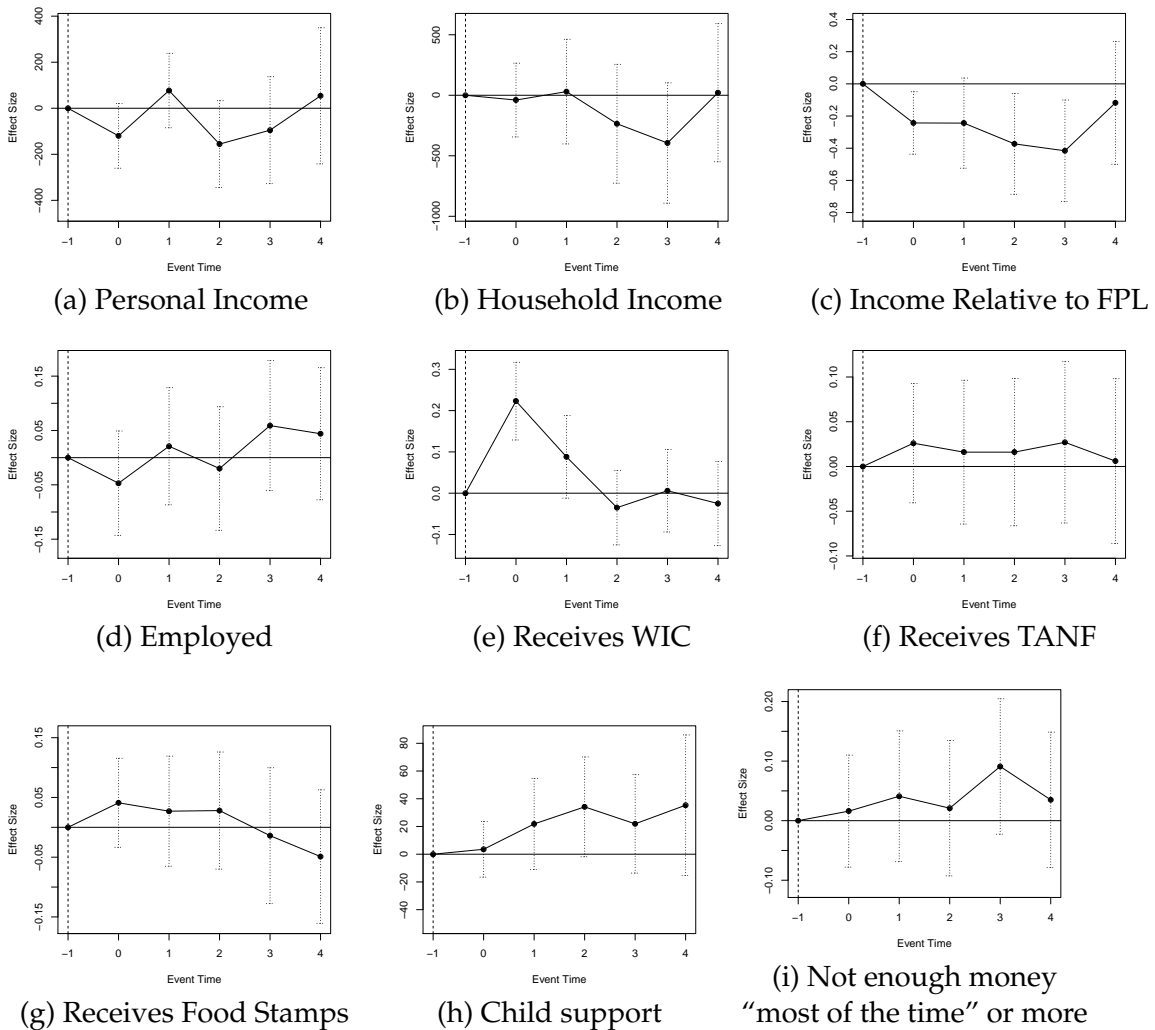 400
200
0
−200
−400
Effect Size
−1 0 1 2 3 4
Event Time
(a) Personal Income
500
0
−500
−1000
Effect Size
−1 0 1 2 3 4
Event Time
(b) Household Income
0.4
0.2
0.0
−0.2
−0.4
−0.6
−0.8
Effect Size
−1 0 1 2 3 4
Event Time
(c) Income Relative to FPL
0.15
0.05
−0.05
−0.15
Effect Size
−1 0 1 2 3 4
Event Time
(d) Employed
0.3
0.2
0.1
0.0
−0.1
Effect Size
−1 0 1 2 3 4
Event Time
(e) Receives WIC
0.10
0.05
0.00
−0.05
−0.10
Effect Size
−1 0 1 2 3 4
Event Time
(f) Receives TANF
0.15
0.05
−0.05
−0.15
Effect Size
−1 0 1 2 3 4
Event Time
(g) Receives Food Stamps
80
60
40
20
0
−20
−40
Effect Size
−1 0 1 2 3 4
Event Time
(h) Child support
0.20
0.10
0.00
−0.10
Effect Size
−1 0 1 2 3 4
Event Time
(i) Not enough money
“most of the time” or more